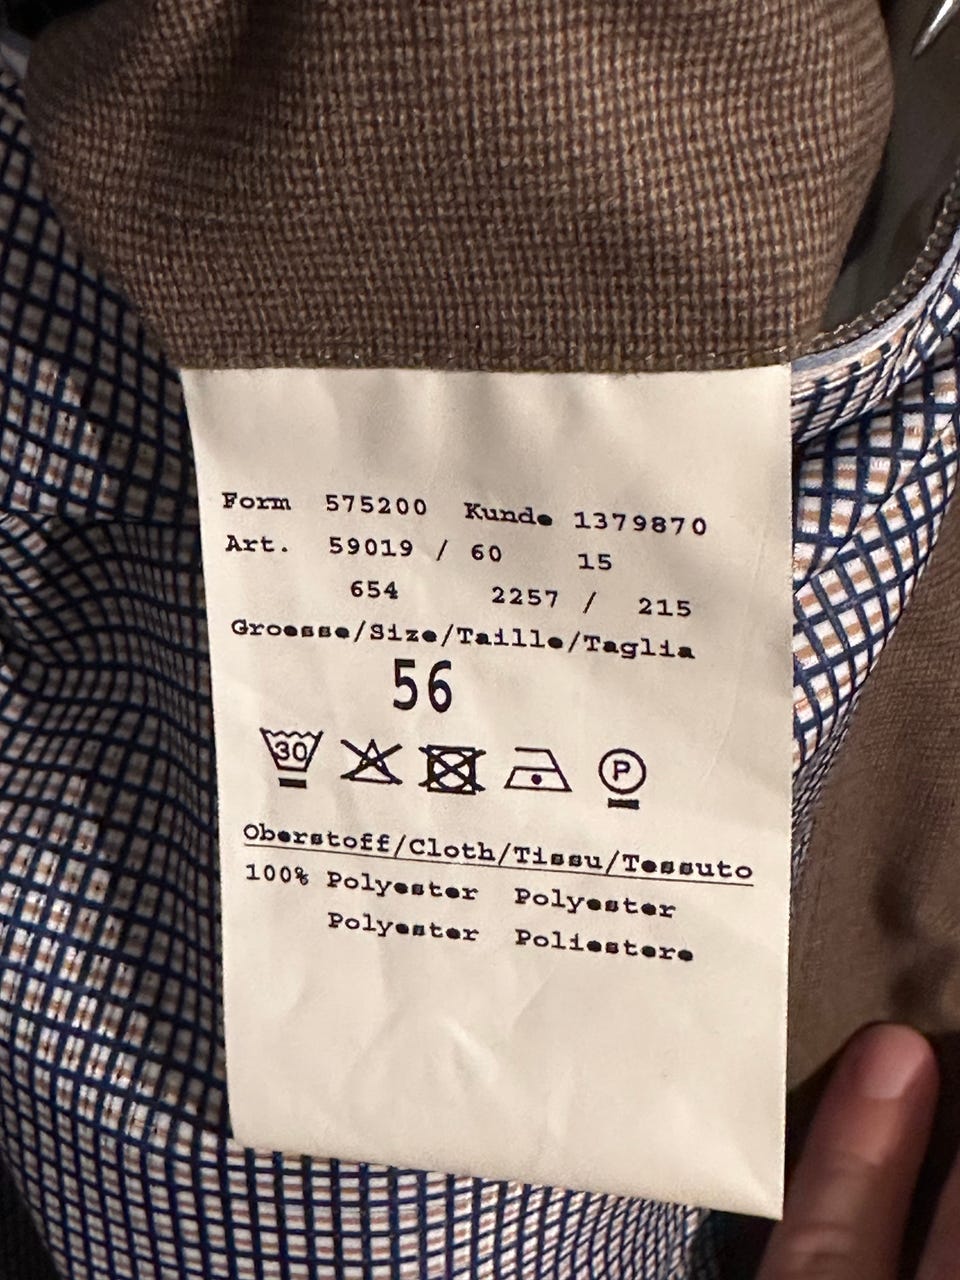 Form 575200 Kunde 1379870
Art. 59019 / 60 15
654 2257 / 215
Groesse/Size/Taille/Taglia
56
30 P
Oberstoff/Cloth/Tissu/Tessuto
100% Polyester Polyester
Polyester Poliestere